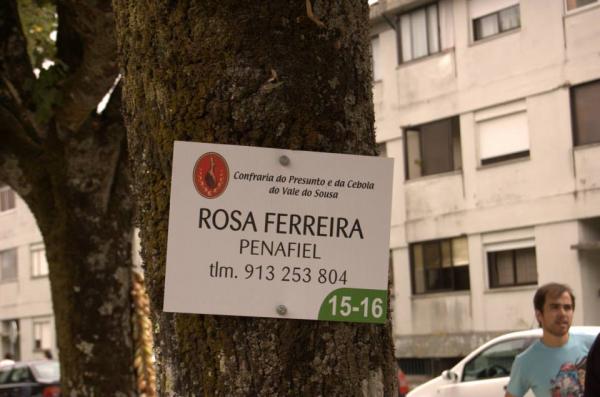 Confraria do Presunto e da Cebola
do Vale do Sousa
ROSA FERREIRA
PENAFIEL
tlm. 913 253 804
15-16